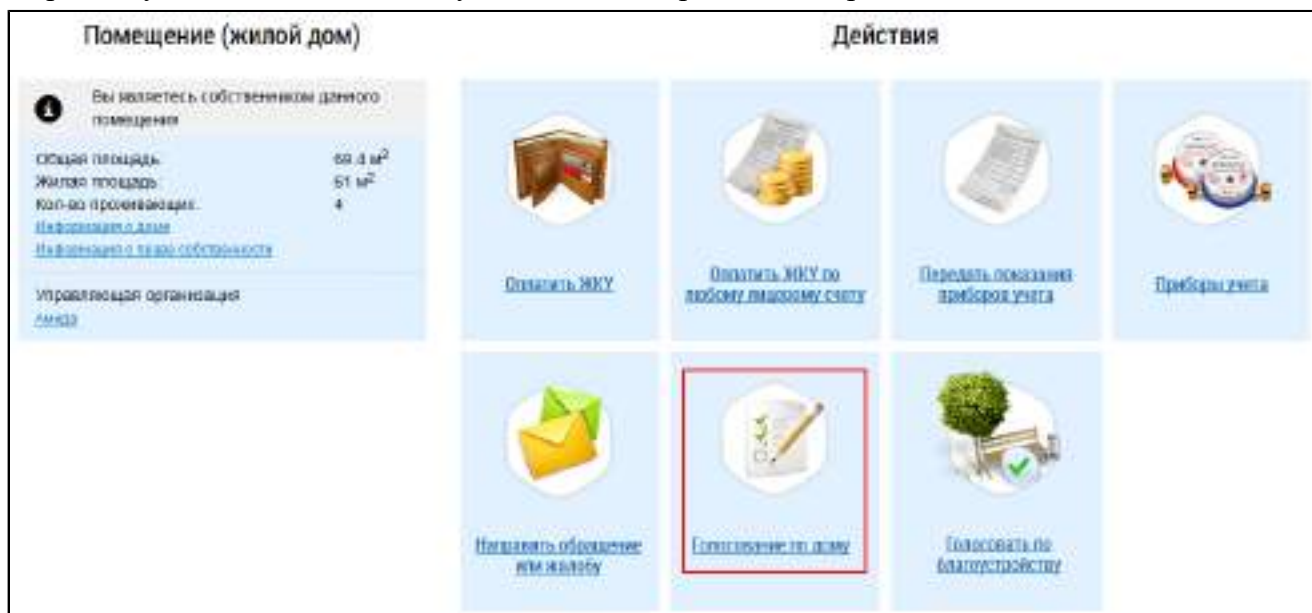 Помещение (жилой дом)
Действия
Вы являетесь собственником данного
помещения
Общая площадь: 69.4 м²
Жилая площадь: 51 м²
Кол-во проживающих: 4
Информация о доме
Информация о праве собственности
Управляющая организация
Оплатить ЖКУ
Оплатить ЖКУ по
любому лицевому счету
Передать показания
приборов учета
Приборы учета
Направить обращение
или жалобу
Голосование по дому
Голосовать по
благоустройству